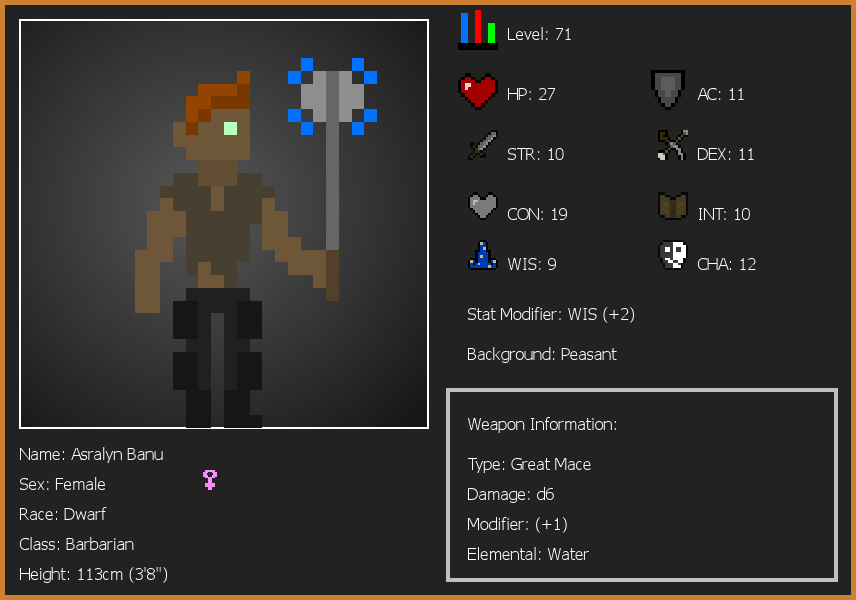 Level: 71
HP: 27
AC: 11
STR: 10
DEX: 11
CON: 19
INT: 10
WIS: 9
CHA: 12
Stat Modifier: WIS (+2)
Background: Peasant
Weapon Information:
Type: Great Mace
Damage: d6
Modifier: (+1)
Elemental: Water
Name: Asralyn Banu
Sex: Female
Race: Dwarf
Class: Barbarian
Height: 113cm (3'8")